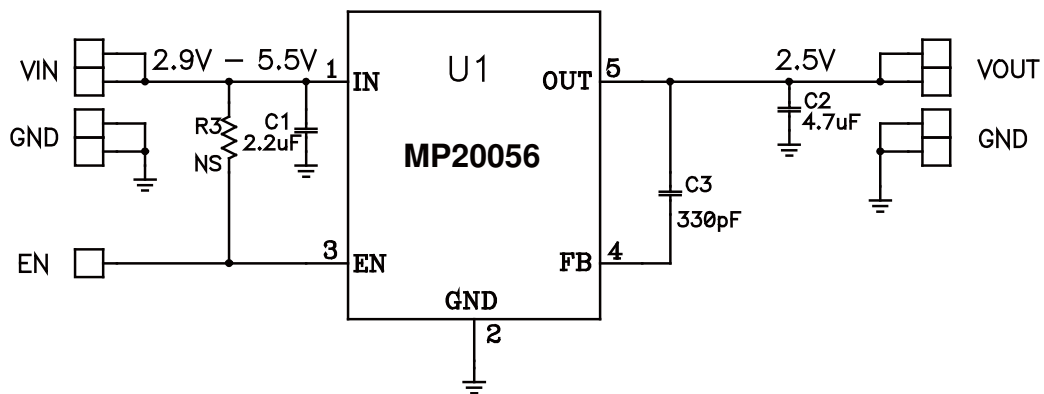 VIN
2.9V – 5.5V
1
IN
U1
OUT
5
2.5V
VOUT
GND
R3
NS
C1
2.2uF
MP20056
C2
4.7uF
GND
C3
330pF
EN
3
EN
FB
4
GND
2